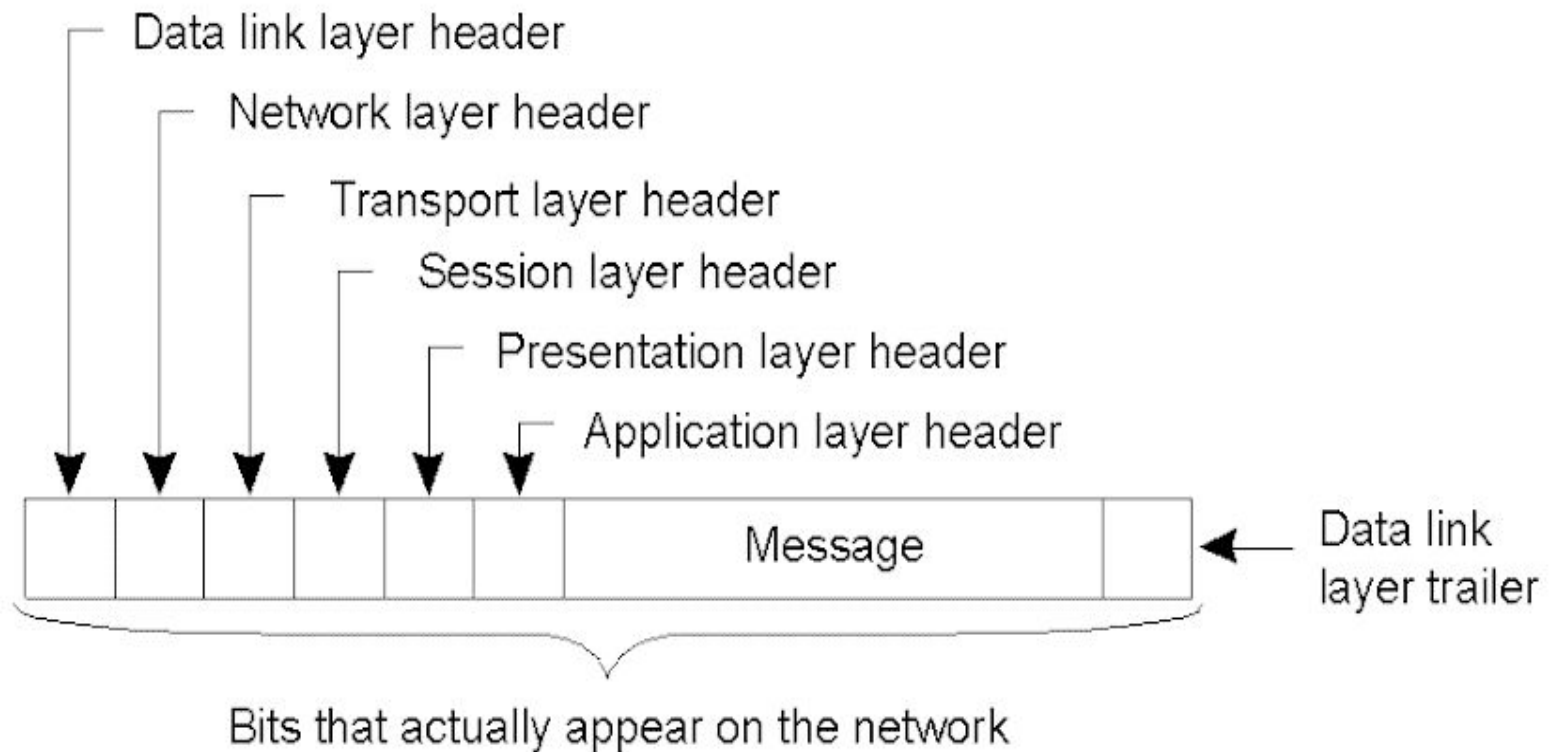 Data link layer header
Network layer header
Transport layer header
Session layer header
Presentation layer header
Application layer header
Message
Data link
layer trailer
Bits that actually appear on the network